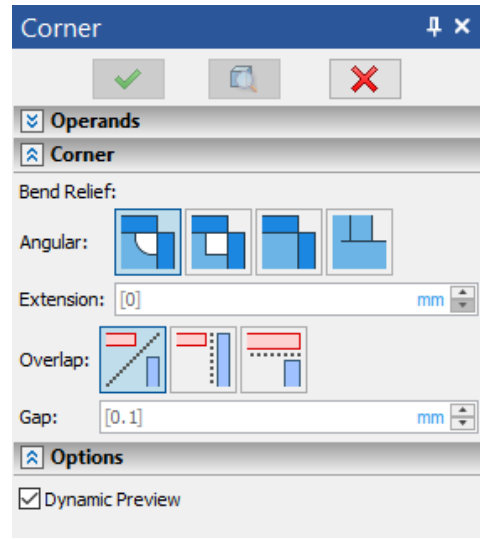 Corner
Operands
Corner
Bend Relief:
Angular:
Extension: [0] mm
Overlap:
Gap: [0.1] mm
Options
Dynamic Preview